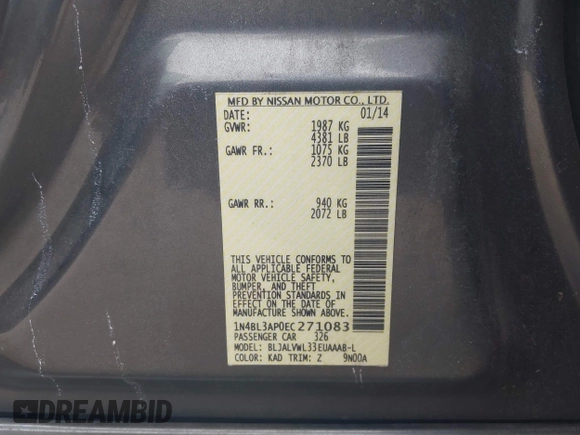 MFD BY NISSAN MOTOR CO., LTD.
DATE: 01/14
GVWR: 1987 KG
4381 LB
GAWR FR.: 1075 KG
2370 LB
GAWR RR.: 940 KG
2072 LB
THIS VEHICLE CONFORMS TO
ALL APPLICABLE FEDERAL
MOTOR VEHICLE SAFETY,
BUMPER, AND THEFT
PREVENTION STANDARDS IN
EFFECT ON THE DATE OF
MANUFACTURE SHOWN ABOVE.
1N4BL3AP0EC271083
PASSENGER CAR 326
MODEL: BLJALVWL33EUAAAB-L
COLOR: KAD TRIM: Z 9N00A
DREAMBID